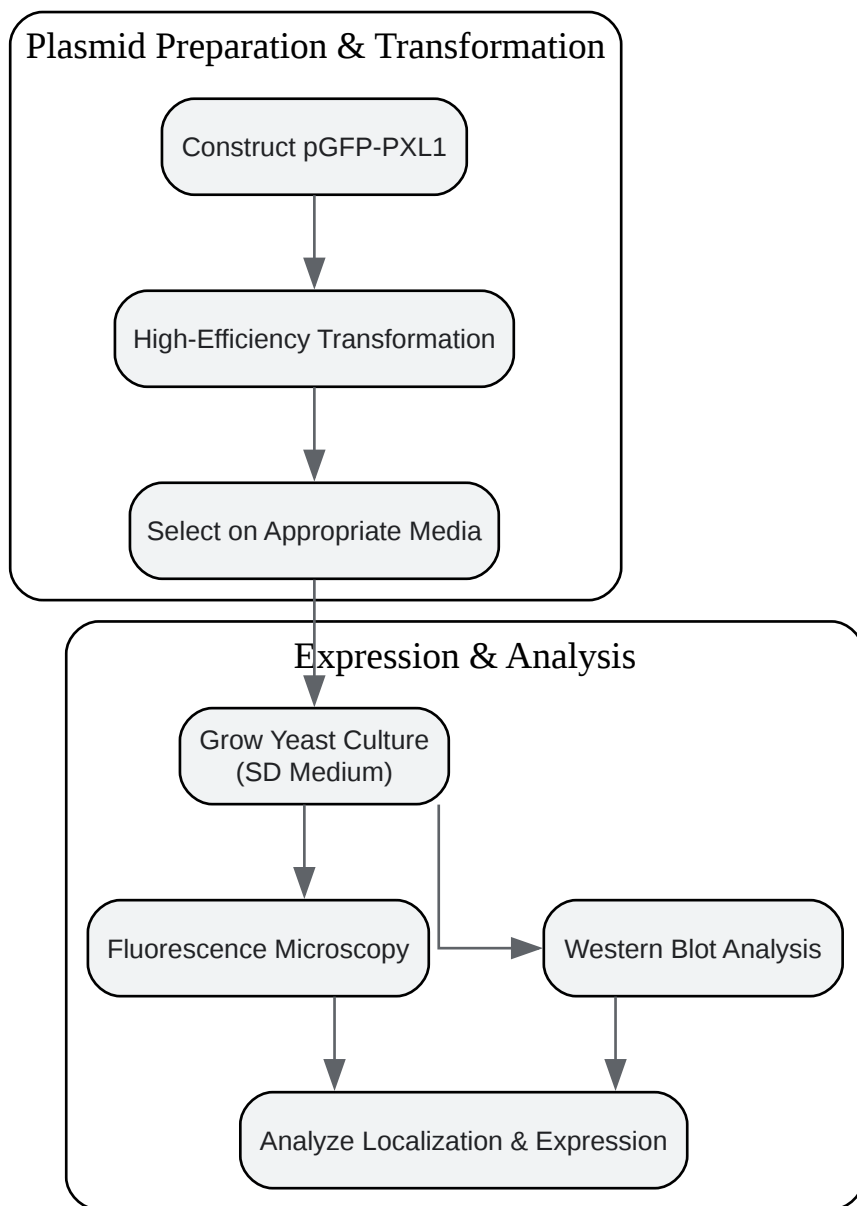 Plasmid Preparation & Transformation
Construct pGFP-PXL1
High-Efficiency Transformation
Select on Appropriate Media
Expression & Analysis
Grow Yeast Culture
(SD Medium)
Fluorescence Microscopy
Western Blot Analysis
Analyze Localization & Expression